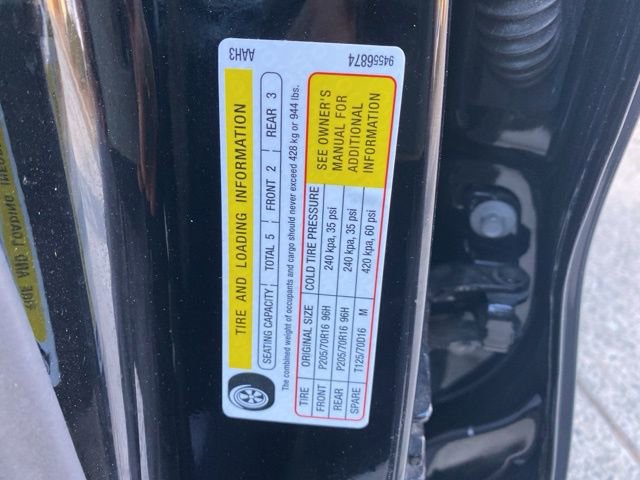 AAH3
94556874
TIRE AND LOADING INFORMATION
SEATING CAPACITY TOTAL 5 FRONT 2 REAR 3
The combined weight of occupants and cargo should never exceed 428 kg or 944 lbs.
TIRE ORIGINAL SIZE COLD TIRE PRESSURE
FRONT P205/70R16 96H 240 kpa, 35 psi
REAR P205/70R16 96H 240 kpa, 35 psi
SPARE T125/70D16 M 420 kpa, 60 psi
SEE OWNER'S
MANUAL FOR
ADDITIONAL
INFORMATION
TIRE AND LOADING